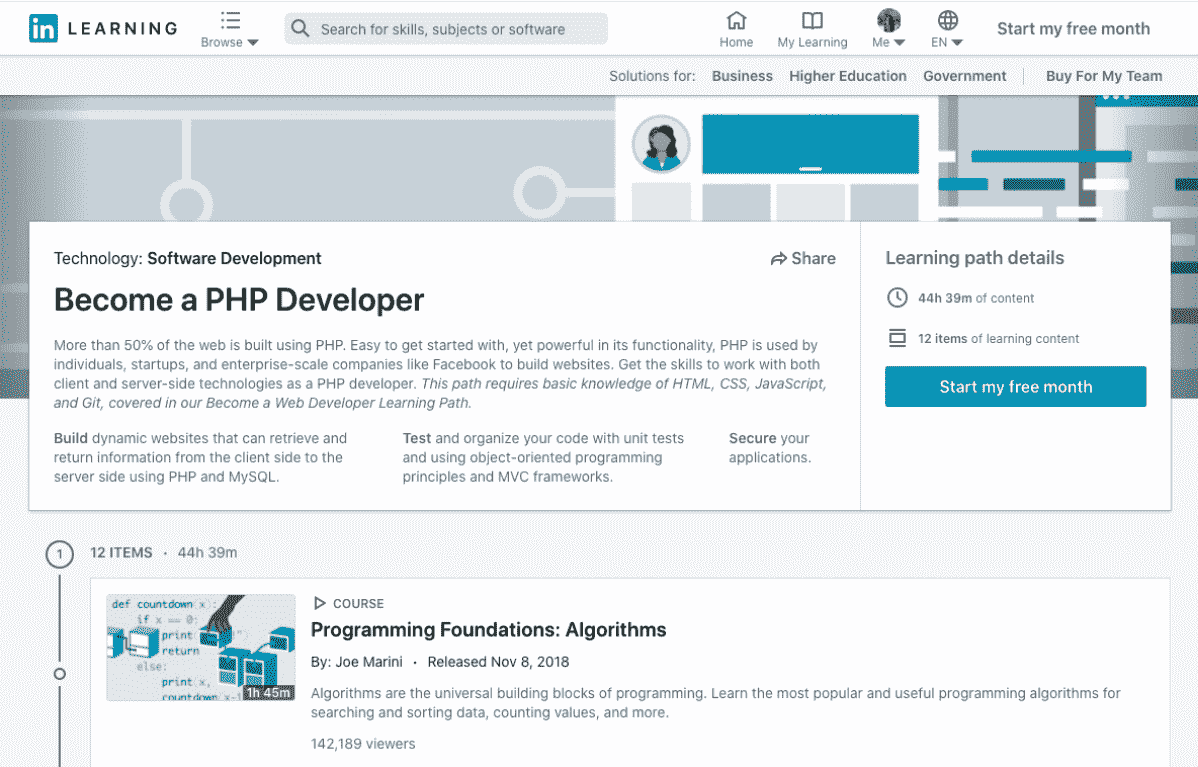 in LEARNING
Browse
Search for skills, subjects or software
Home
My Learning
Me
EN
Start my free month
Solutions for: Business Higher Education Government Buy For My Team
Technology: Software Development
Share
Become a PHP Developer
More than 50% of the web is built using PHP. Easy to get started with, yet powerful in its functionality, PHP is used by
individuals, startups, and enterprise-scale companies like Facebook to build websites. Get the skills to work with both
client and server-side technologies as a PHP developer. This path requires basic knowledge of HTML, CSS, JavaScript,
and Git, covered in our Become a Web Developer Learning Path.
Build dynamic websites that can retrieve and
return information from the client side to the
server side using PHP and MySQL.
Test and organize your code with unit tests
and using object-oriented programming
principles and MVC frameworks.
Secure your
applications.
Learning path details
44h 39m of content
12 items of learning content
Start my free month
1
12 ITEMS · 44h 39m
def countdown(x):
if x == 0:
print
return
else:
print x,
countdown(x-1
1h 45m
COURSE
Programming Foundations: Algorithms
By: Joe Marini · Released Nov 8, 2018
Algorithms are the universal building blocks of programming. Learn the most popular and useful programming algorithms for
searching and sorting data, counting values, and more.
142,189 viewers